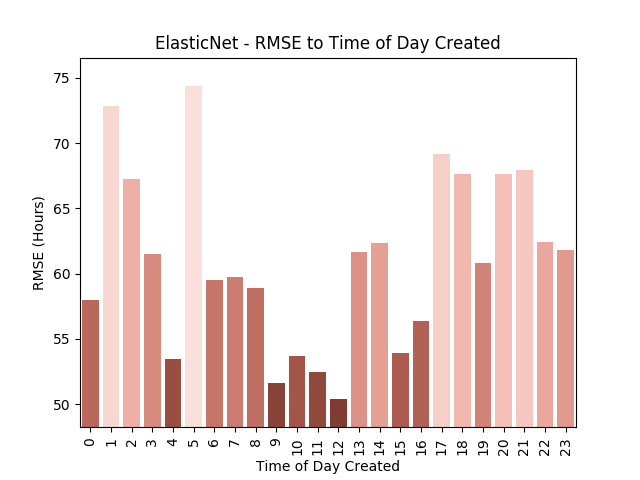 ElasticNet - RMSE to Time of Day Created
75
70
65
60
55
50
RMSE (Hours)
0 1 2 3 4 5 6 7 8 9 10 11 12 13 14 15 16 17 18 19 20 21 22 23
Time of Day Created